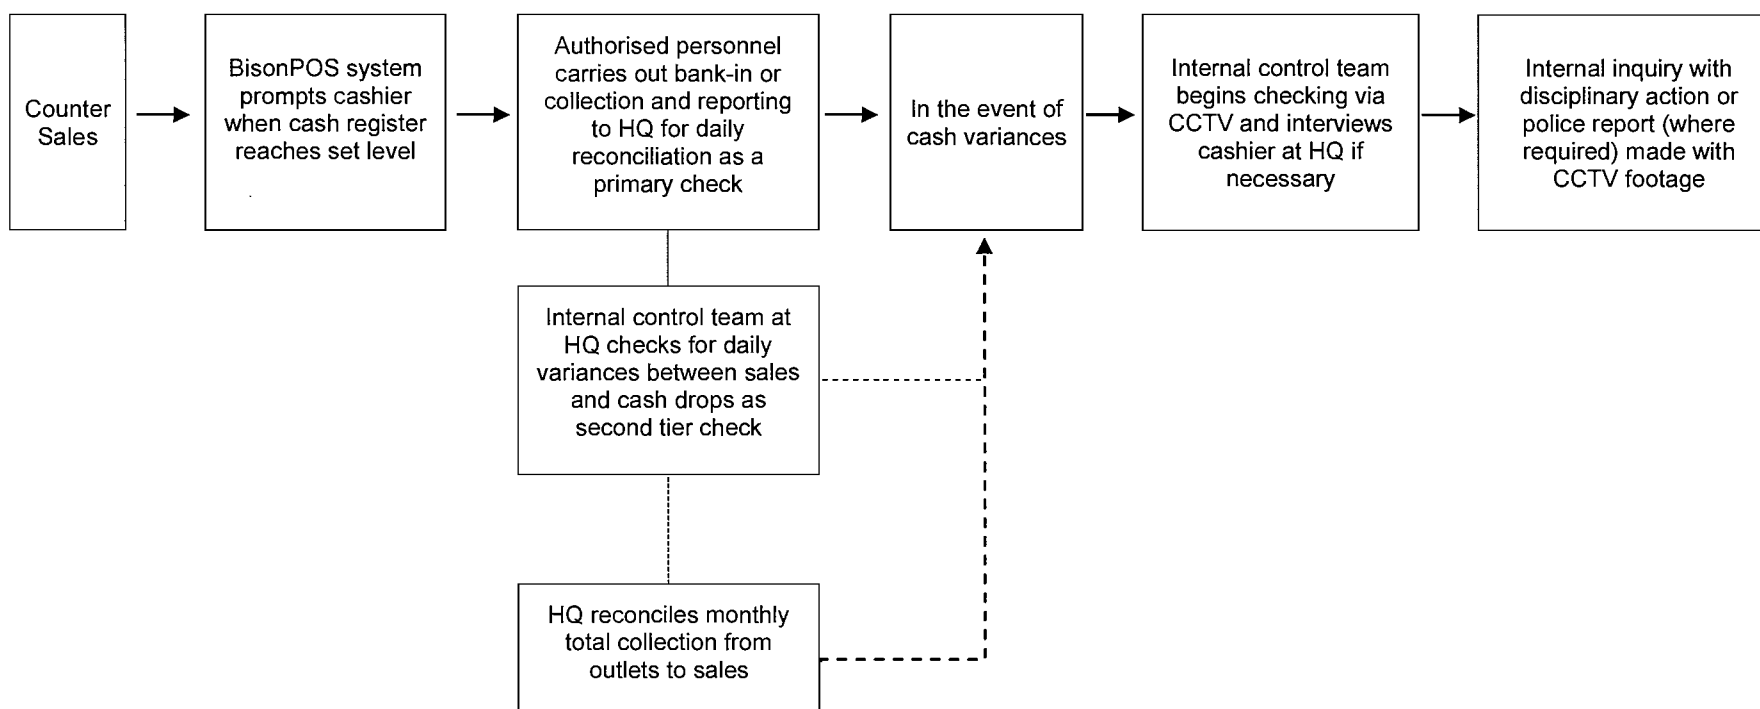 Counter
Sales
BisonPOS system
prompts cashier
when cash register
reaches set level
Authorised personnel
carries out bank-in or
collection and reporting
to HQ for daily
reconciliation as a
primary check
In the event of
cash variances
Internal control team
begins checking via
CCTV and interviews
cashier at HQ if
necessary
Internal inquiry with
disciplinary action or
police report (where
required) made with
CCTV footage
Internal control team at
HQ checks for daily
variances between sales
and cash drops as
second tier check
HQ reconciles monthly
total collection from
outlets to sales